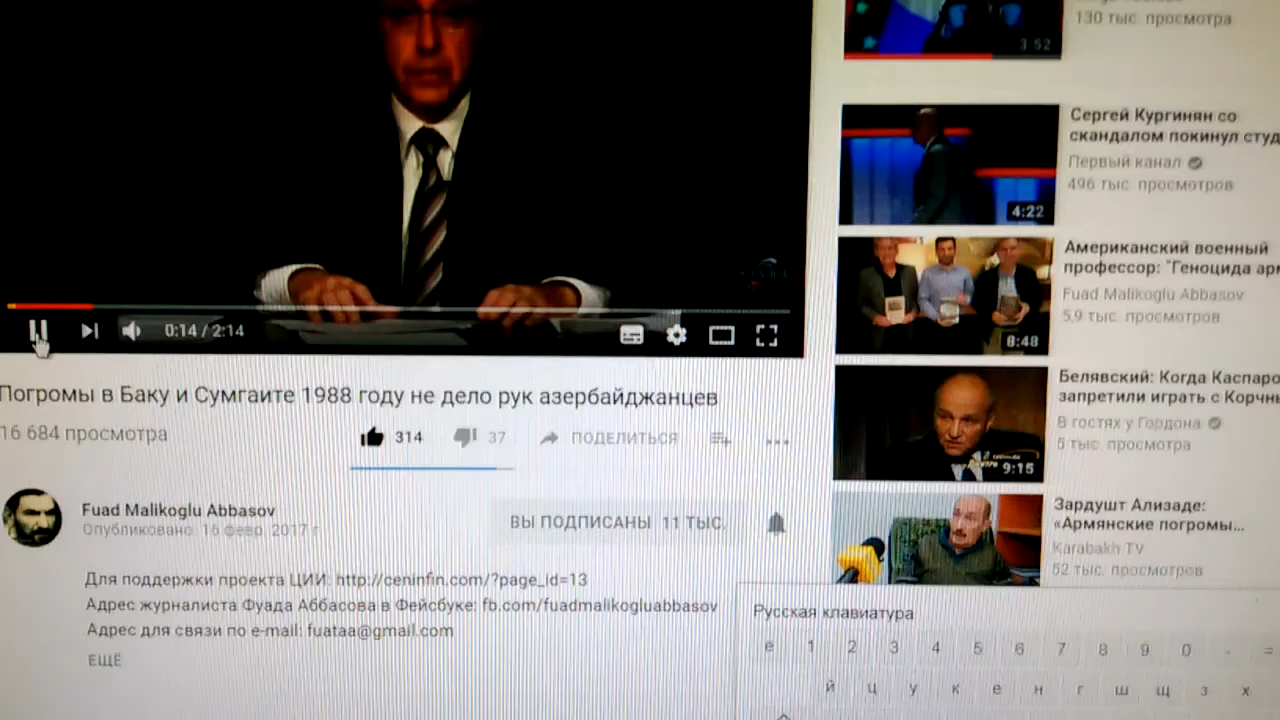 0:14 / 2:14
Погромы в Баку и Сумгаите 1988 году не дело рук азербайджанцев
16 684 просмотра
314
37
ПОДЕЛИТЬСЯ
Fuad Malikoglu Abbasov
Опубликовано: 16 февр. 2017 г.
ВЫ ПОДПИСАНЫ 11 ТЫС.
Для поддержки проекта ЦИИ: http://ceninfin.com/?page_id=13
Адрес журналиста Фуада Аббасова в Фейсбуке: fb.com/fuadmalikogluabbasov
Адрес для связи по e-mail: fuataa@gmail.com
ЕЩЁ
130 тыс. просмотра
3:52
Сергей Кургинян со
скандалом покинул студ
Первый канал
496 тыс. просмотров
4:22
Американский военный
профессор: "Геноцида арм
Fuad Malikoglu Abbasov
5,9 тыс. просмотров
8:48
Белявский: Когда Каспаро
запретили играть с Корчн
В гостях у Гордона
5 тыс. просмотра
9:15
Зардушт Ализаде:
«Армянские погромы...
Karabakh TV
52 тыс. просмотров
Русская клавиатура
ё 1 2 3 4 5 6 7 8 9 0 - =
й ц у к е н г ш щ з х